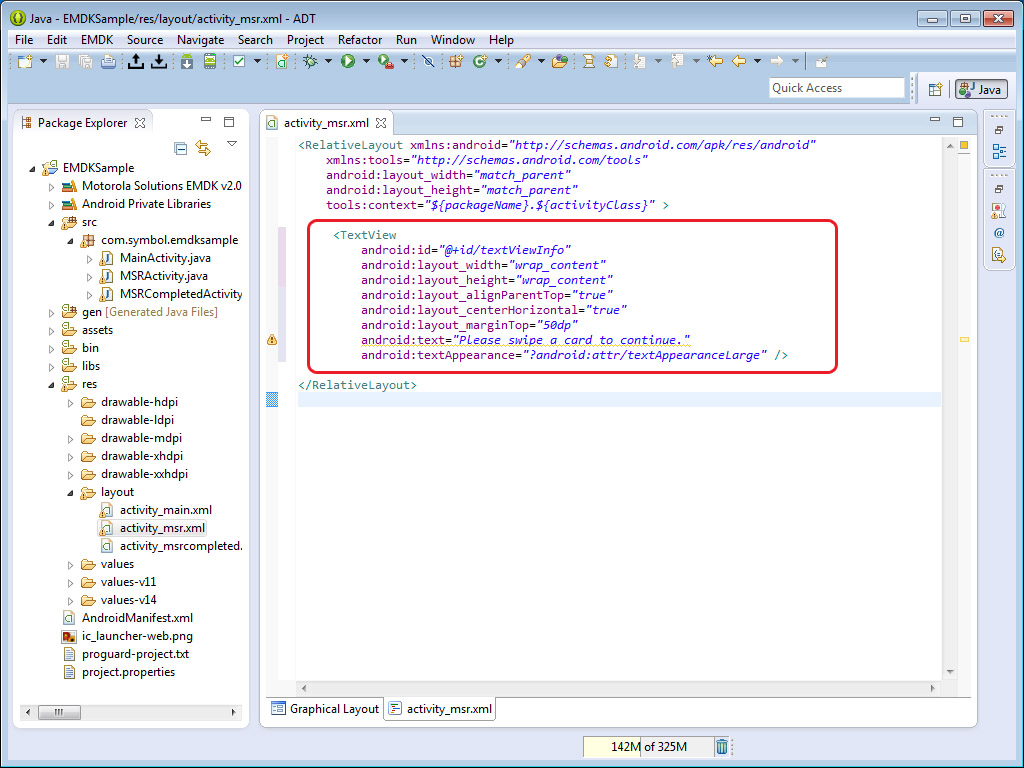 Java - EMDKSample/res/layout/activity_msr.xml - ADT
File Edit EMDK Source Navigate Search Project Refactor Run Window Help
Quick Access
Java
Package Explorer
EMDKSample
Motorola Solutions EMDK v2.0
Android Private Libraries
src
com.symbol.emdksample
MainActivity.java
MSRActivity.java
MSRCompletedActivity
gen [Generated Java Files]
assets
bin
libs
res
drawable-hdpi
drawable-ldpi
drawable-mdpi
drawable-xhdpi
drawable-xxhdpi
layout
activity_main.xml
activity_msr.xml
activity_msrcompleted.
values
values-v11
values-v14
AndroidManifest.xml
ic_launcher-web.png
proguard-project.txt
project.properties
activity_msr.xml
<RelativeLayout xmlns:android="http://schemas.android.com/apk/res/android"
xmlns:tools="http://schemas.android.com/tools"
android:layout_width="match_parent"
android:layout_height="match_parent"
tools:context="${packageName}.${activityClass}" >
<TextView
android:id="@+id/textViewInfo"
android:layout_width="wrap_content"
android:layout_height="wrap_content"
android:layout_alignParentTop="true"
android:layout_centerHorizontal="true"
android:layout_marginTop="50dp"
android:text="Please swipe a card to continue."
android:textAppearance="?android:attr/textAppearanceLarge" />
</RelativeLayout>
Graphical Layout
activity_msr.xml
142M of 325M